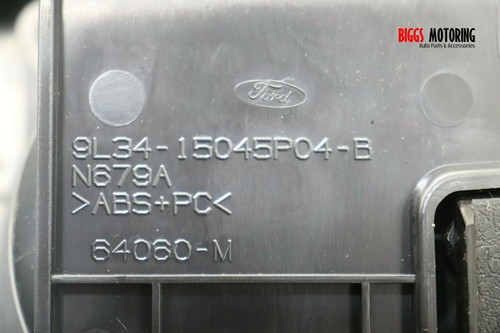 BIGGS MOTORING
Auto Parts & Accessories
Ford
9L34-15045P04-B
N679A
>ABS+PC<
64060-M